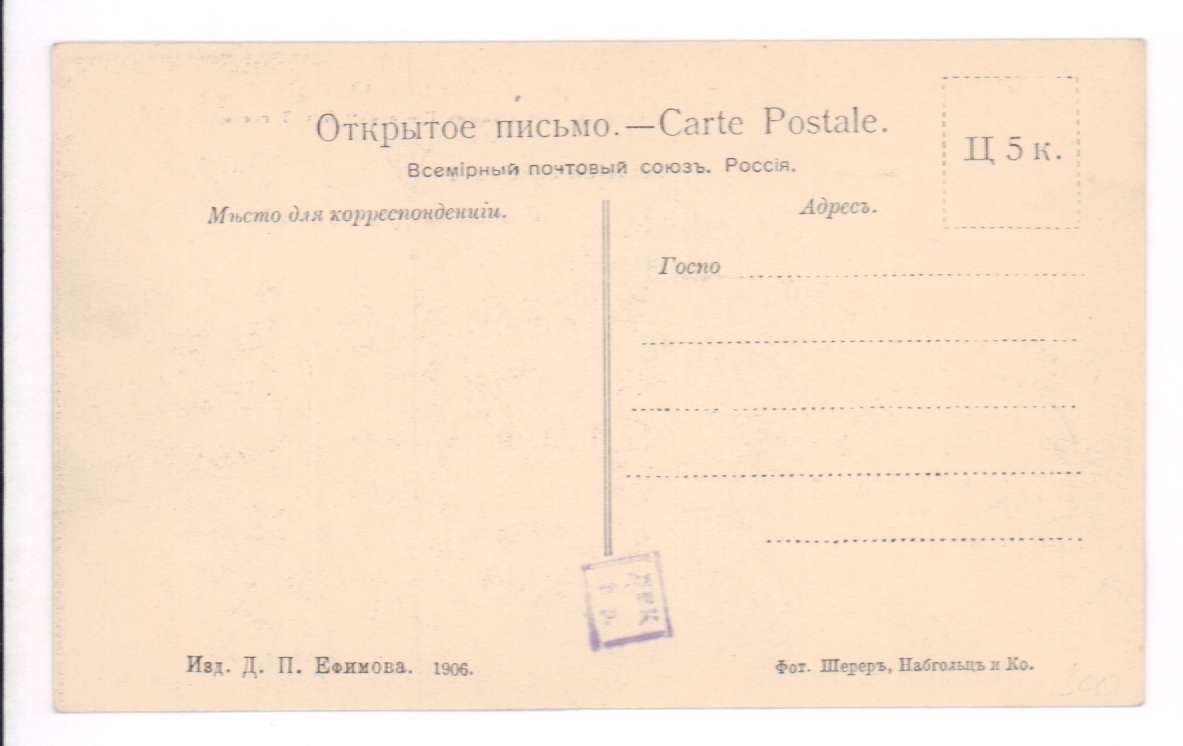 Открытое письмо.—Carte Postale.
Всемірный почтовый союзъ. Россія.
Ц 5 к.
Мѣсто для корреспонденціи.
Адресъ.
Госпо
Изд. Д. П. Ефимова. 1906.
Фот. Шереръ, Набгольцъ и Ко.